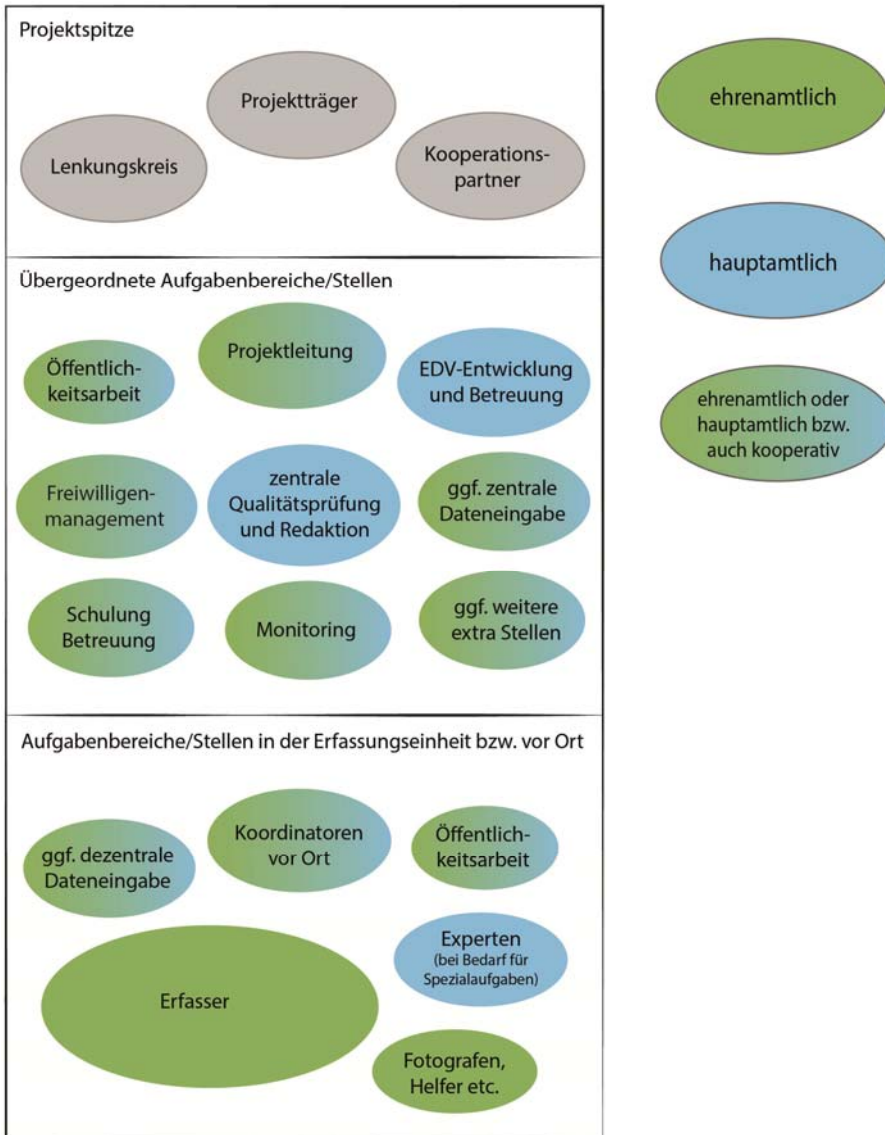 Projektspitze
Projektträger
Lenkungskreis
Kooperations-
partner
Übergeordnete Aufgabenbereiche/Stellen
Öffentlich-
keitsarbeit
Projektleitung
EDV-Entwicklung
und Betreuung
Freiwilligen-
management
zentrale
Qualitätsprüfung
und Redaktion
ggf. zentrale
Dateneingabe
Schulung
Betreuung
Monitoring
ggf. weitere
extra Stellen
Aufgabenbereiche/Stellen in der Erfassungseinheit bzw. vor Ort
ggf. dezentrale
Dateneingabe
Koordinatoren
vor Ort
Öffentlich-
keitsarbeit
Erfasser
Experten
(bei Bedarf für
Spezialaufgaben)
Fotografen,
Helfer etc.
ehrenamtlich
hauptamtlich
ehrenamtlich oder
hauptamtlich bzw.
auch kooperativ